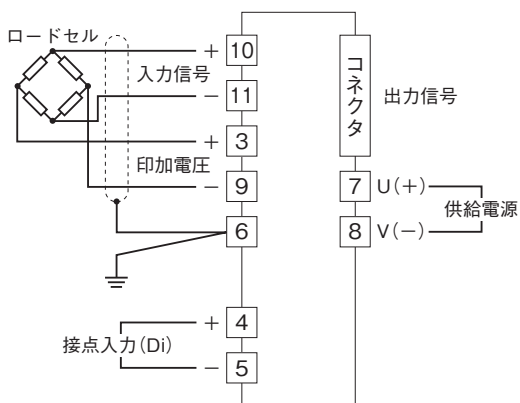 ロードセル
入力信号
+ 10
− 11
印加電圧
+ 3
− 9
6
接点入力(Di)
+ 4
− 5
コネクタ
出力信号
7 U(+)
8 V(−)
供給電源